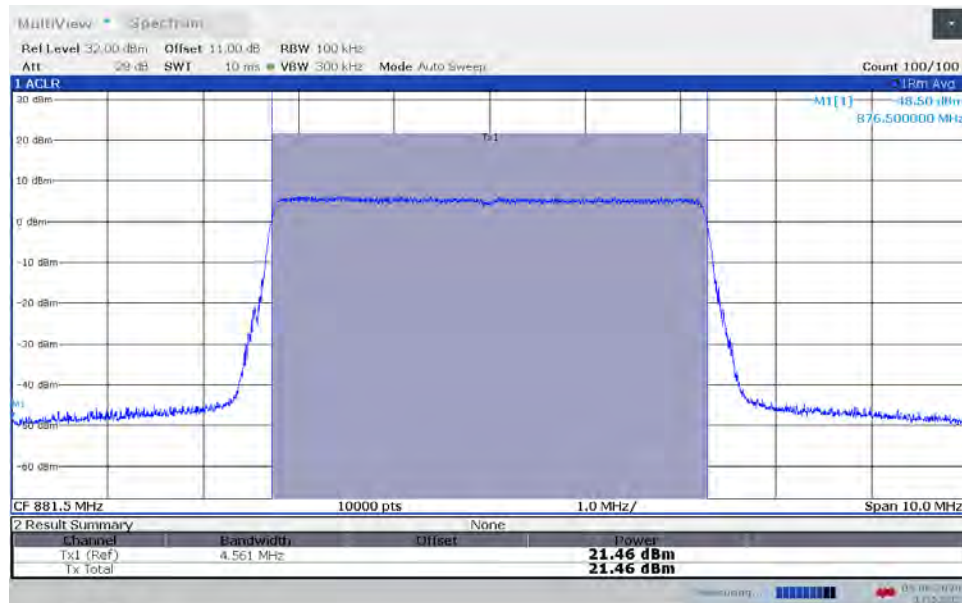 MultiView Spectrum
Ref Level 32.00 dBm Offset 11.00 dB RBW 100 kHz
Att 29 dB SWT 10 ms VBW 300 kHz Mode Auto Sweep Count 100/100
1 ACLR 1Rm Avg
30 dBm M1[1] -48.50 dBm
876.500000 MHz
20 dBm Tx1
10 dBm
0 dBm
-10 dBm
-20 dBm
-30 dBm
-40 dBm
M1
-50 dBm
-60 dBm
CF 881.5 MHz 10000 pts 1.0 MHz/ Span 10.0 MHz
2 Result Summary None
Channel Bandwidth Offset Power
Tx1 (Ref) 4.561 MHz 21.46 dBm
Tx Total 21.46 dBm